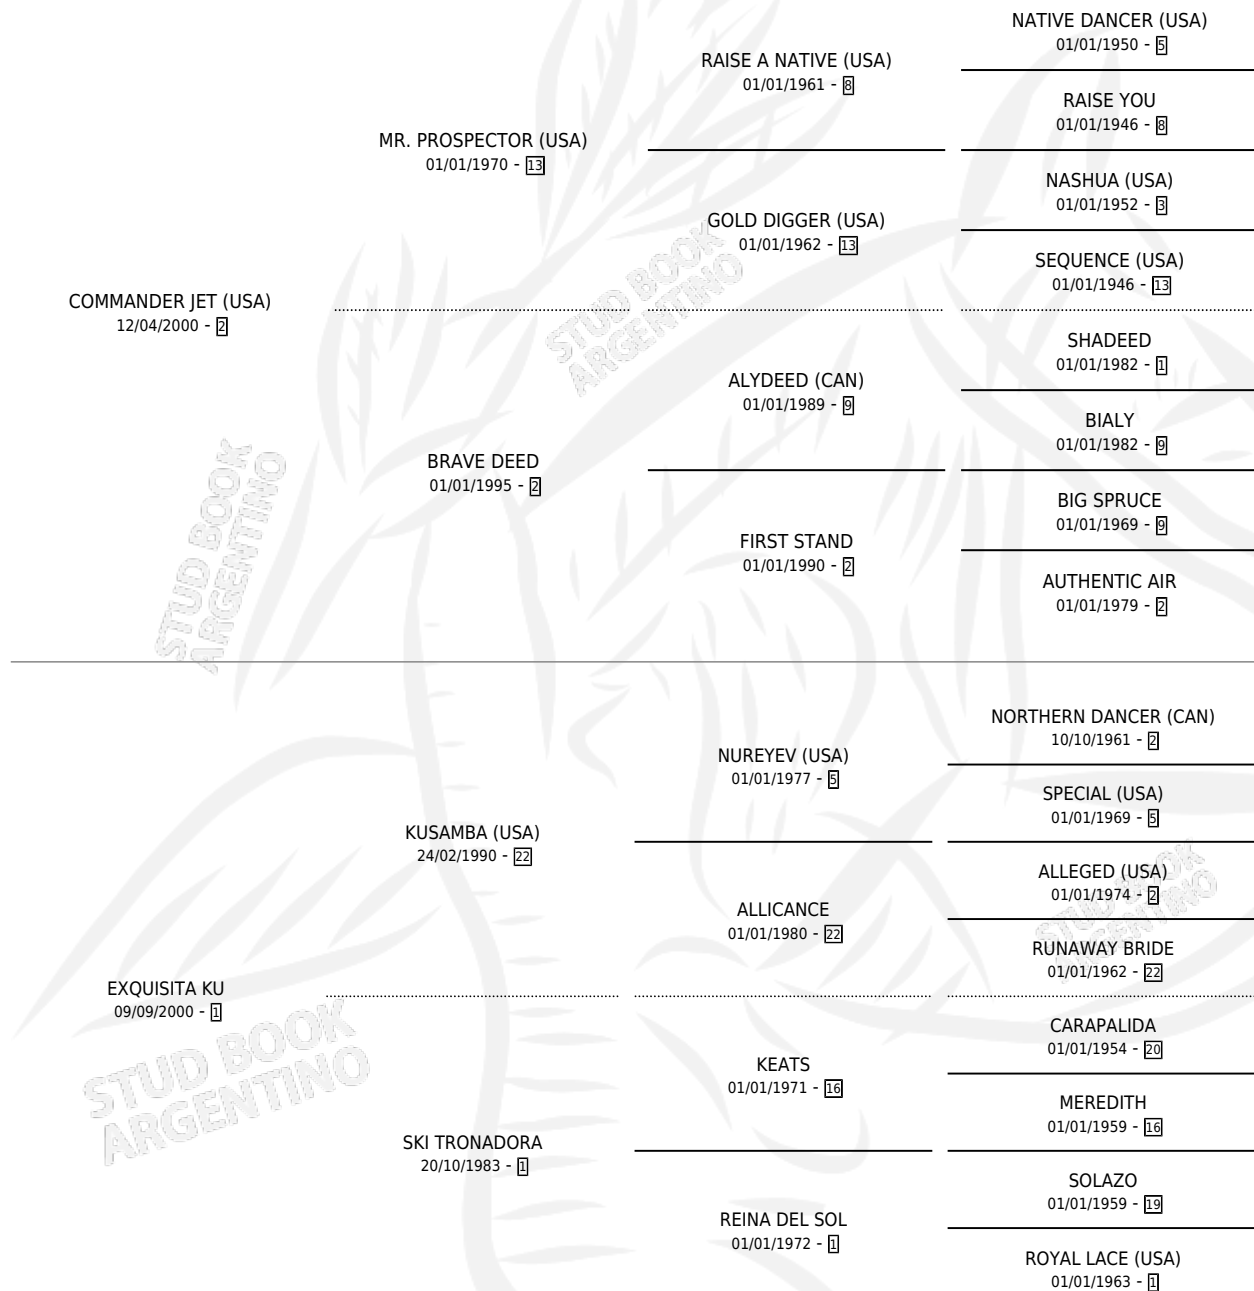 NATIVE DANCER (USA)
01/01/1950 - 5
RAISE A NATIVE (USA)
01/01/1961 - 8
RAISE YOU
01/01/1946 - 8
MR. PROSPECTOR (USA)
01/01/1970 - 13
NASHUA (USA)
01/01/1952 - 3
GOLD DIGGER (USA)
01/01/1962 - 13
SEQUENCE (USA)
01/01/1946 - 13
COMMANDER JET (USA)
12/04/2000 - 2
STUD BOOK
ARGENTINO
SHADEED
01/01/1982 - 1
ALYDEED (CAN)
01/01/1989 - 9
BIALY
01/01/1982 - 9
BRAVE DEED
01/01/1995 - 2
BIG SPRUCE
01/01/1969 - 9
FIRST STAND
01/01/1990 - 2
AUTHENTIC AIR
01/01/1979 - 2
STUD BOOK
ARGENTINO
NORTHERN DANCER (CAN)
10/10/1961 - 2
NUREYEV (USA)
01/01/1977 - 5
SPECIAL (USA)
01/01/1969 - 5
KUSAMBA (USA)
24/02/1990 - 22
ALLEGED (USA)
01/01/1974 - 2
ALLICANCE
01/01/1980 - 22
RUNAWAY BRIDE
01/01/1962 - 22
STUD BOOK
ARGENTINO
EXQUISITA KU
09/09/2000 - 1
CARAPALIDA
01/01/1954 - 20
KEATS
01/01/1971 - 16
MEREDITH
01/01/1959 - 16
STUD BOOK
ARGENTINO
SKI TRONADORA
20/10/1983 - 1
SOLAZO
01/01/1959 - 19
REINA DEL SOL
01/01/1972 - 1
ROYAL LACE (USA)
01/01/1963 - 1